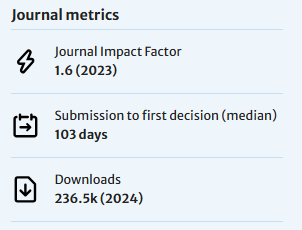 Journal metrics
Journal Impact Factor
1.6 (2023)
Submission to first decision (median)
103 days
Downloads
236.5k (2024)